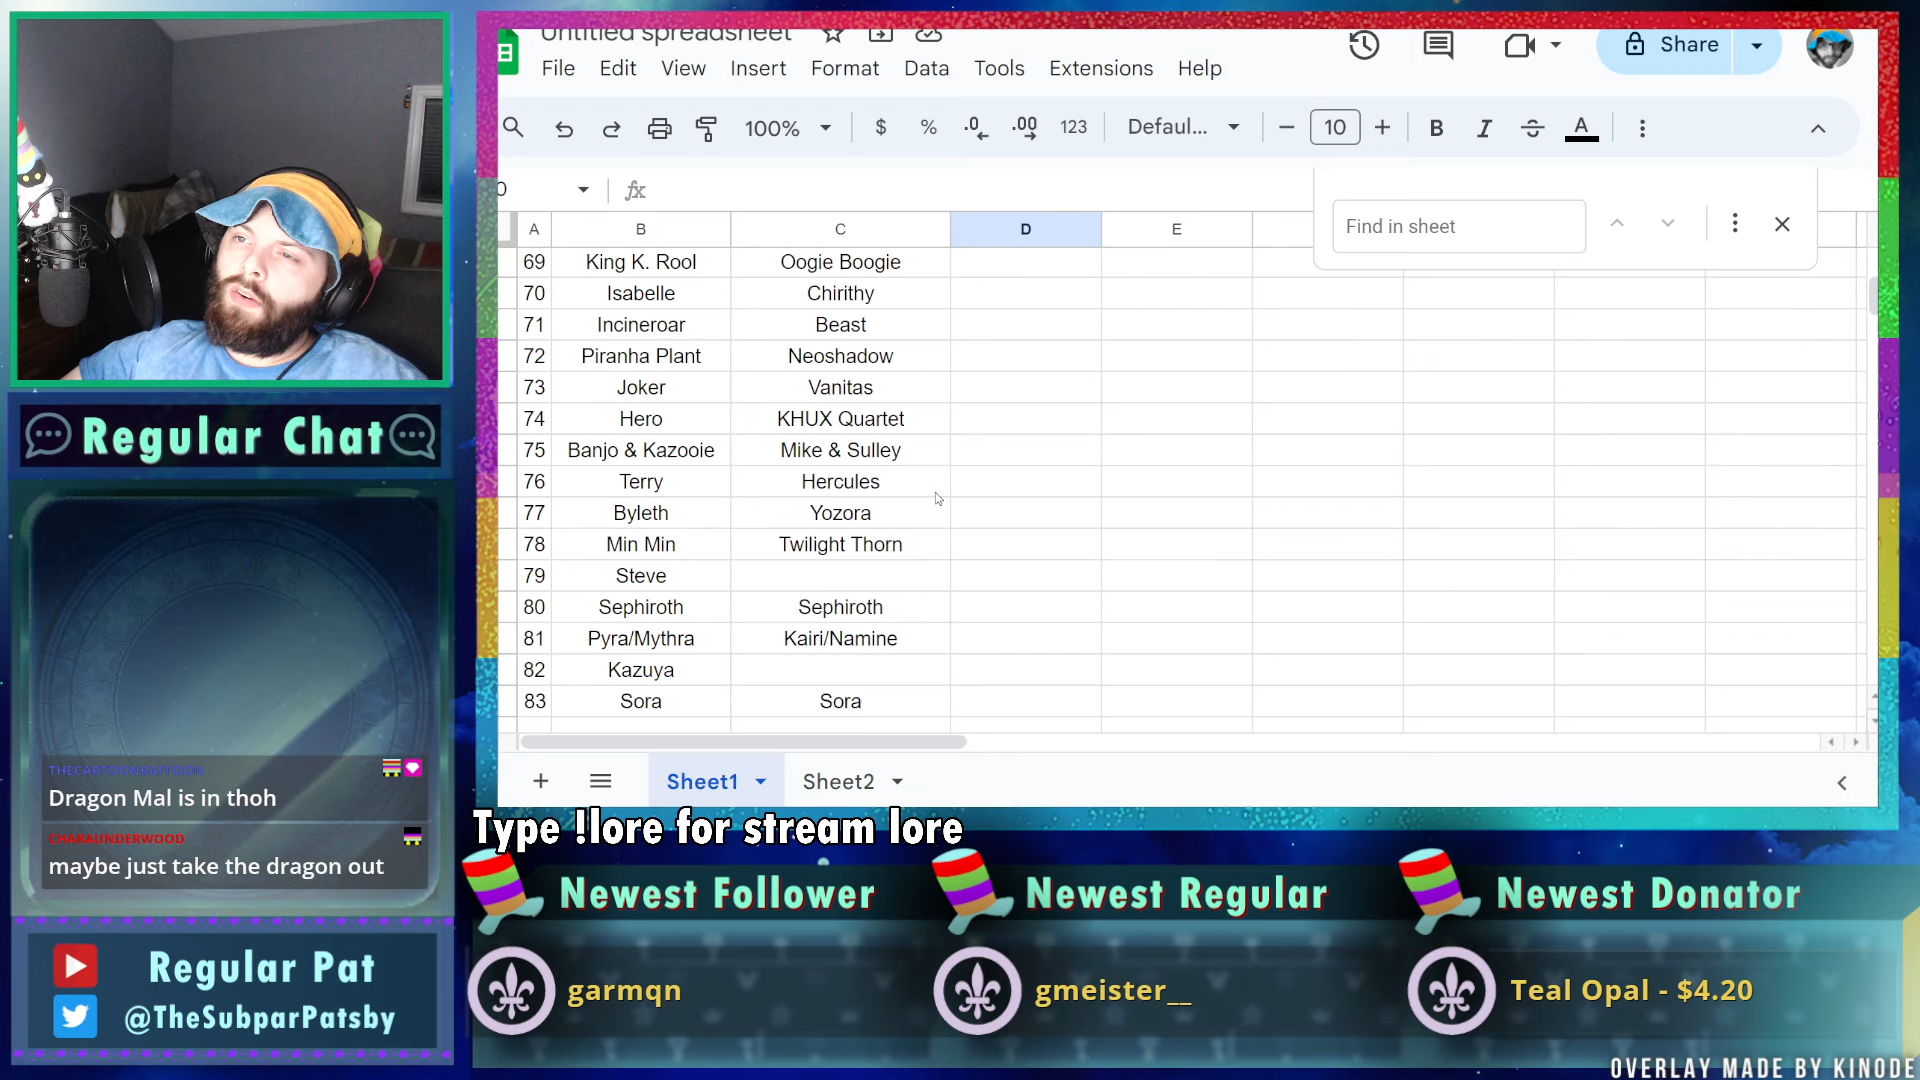 Untitled spreadsheet
File Edit View Insert Format Data Tools Extensions Help
Share
100% $ % .0 .00 123 Defaul... 10 B I S A
fx
Find in sheet
A B C D E
69 King K. Rool Oogie Boogie
70 Isabelle Chirithy
71 Incineroar Beast
72 Piranha Plant Neoshadow
73 Joker Vanitas
74 Hero KHUX Quartet
75 Banjo & Kazooie Mike & Sulley
76 Terry Hercules
77 Byleth Yozora
78 Min Min Twilight Thorn
79 Steve
80 Sephiroth Sephiroth
81 Pyra/Mythra Kairi/Namine
82 Kazuya
83 Sora Sora
Sheet1 Sheet2
Regular Chat
Dragon Mal is in thoh
CHARAUNDERWOOD
maybe just take the dragon out
Regular Pat
@TheSubparPatsby
Type !lore for stream lore
Newest Follower
garmqn
Newest Regular
gmeister__
Newest Donator
Teal Opal - $4.20
OVERLAY MADE BY KINODE